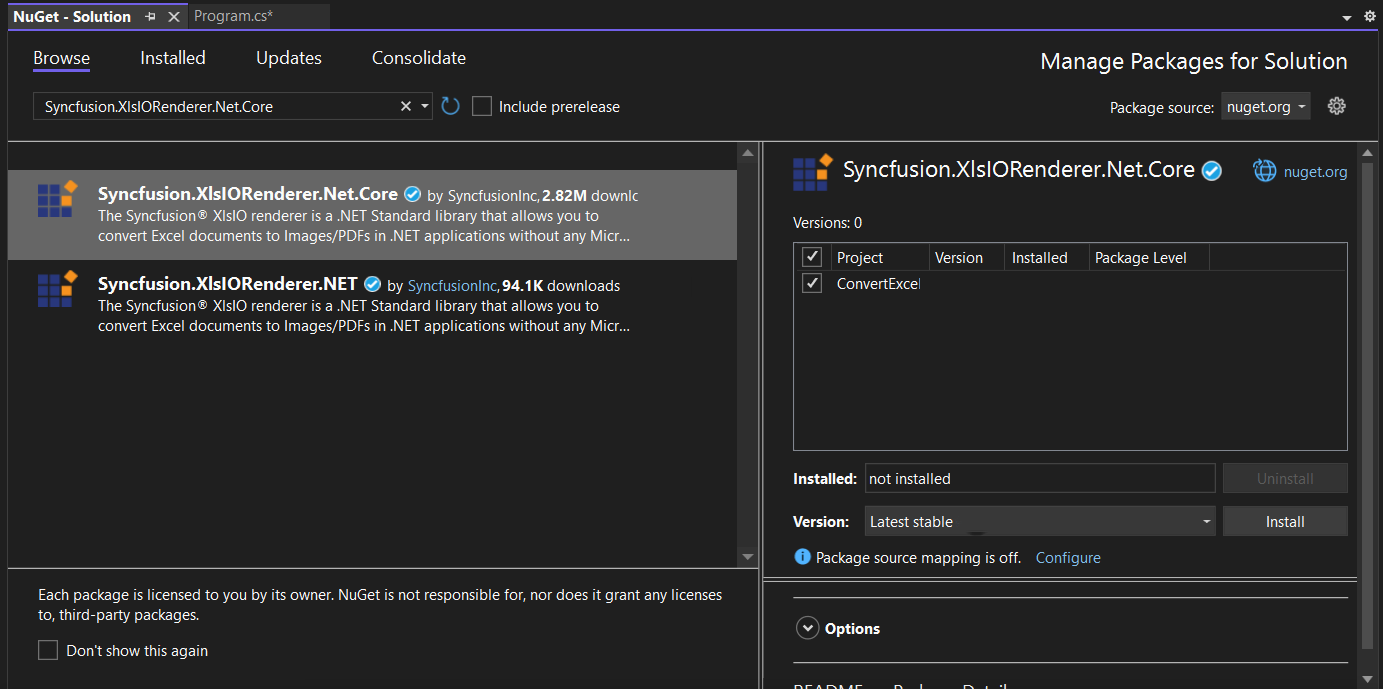 NuGet - Solution
Program.cs*
Browse Installed Updates Consolidate
Manage Packages for Solution
Syncfusion.XlsIORenderer.Net.Core
Include prerelease
Package source: nuget.org
Syncfusion.XlsIORenderer.Net.Core by SyncfusionInc, 2.82M downlc
The Syncfusion® XlsIO renderer is a .NET Standard library that allows you to
convert Excel documents to Images/PDFs in .NET applications without any Micr...
Syncfusion.XlsIORenderer.NET by SyncfusionInc, 94.1K downloads
The Syncfusion® XlsIO renderer is a .NET Standard library that allows you to
convert Excel documents to Images/PDFs in .NET applications without any Micr...
Each package is licensed to you by its owner. NuGet is not responsible for, nor does it grant any licenses
to, third-party packages.
Don't show this again
Syncfusion.XlsIORenderer.Net.Core
nuget.org
Versions: 0
Project Version Installed Package Level
ConvertExcel
Installed: not installed Uninstall
Version: Latest stable Install
Package source mapping is off. Configure
Options
README Package Detail